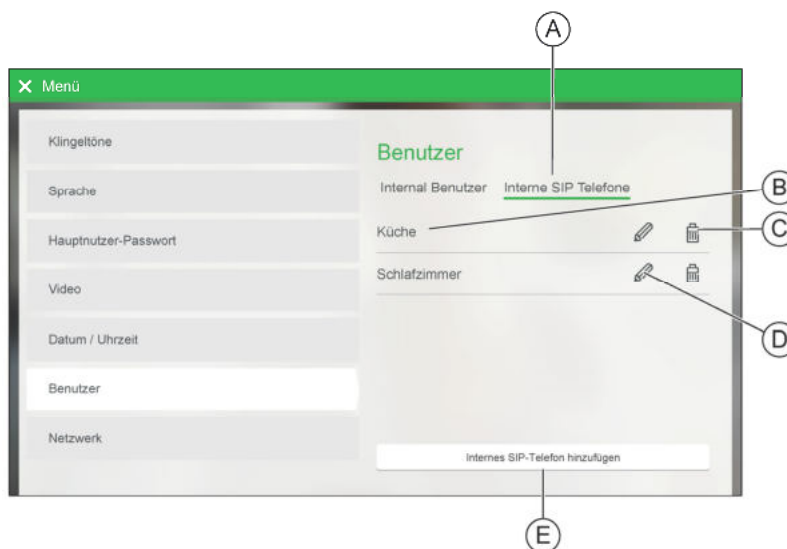 A
Menü
Klingeltöne
Sprache
Hauptnutzer-Passwort
Video
Datum / Uhrzeit
Benutzer
Netzwerk
Benutzer
Internal Benutzer Interne SIP Telefone
Küche
Schlafzimmer
Internes SIP-Telefon hinzufügen
B
C
D
E